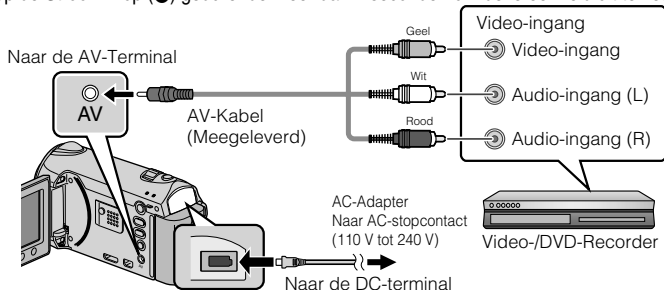 Geel
Video-ingang
Video-ingang
Naar de AV-Terminal
Wit
Audio-ingang (L)
AV
AV-Kabel
(Meegeleverd)
Rood
Audio-ingang (R)
AC-Adapter
Naar AC-stopcontact
(110 V tot 240 V)
Video-/DVD-Recorder
Naar de DC-terminal